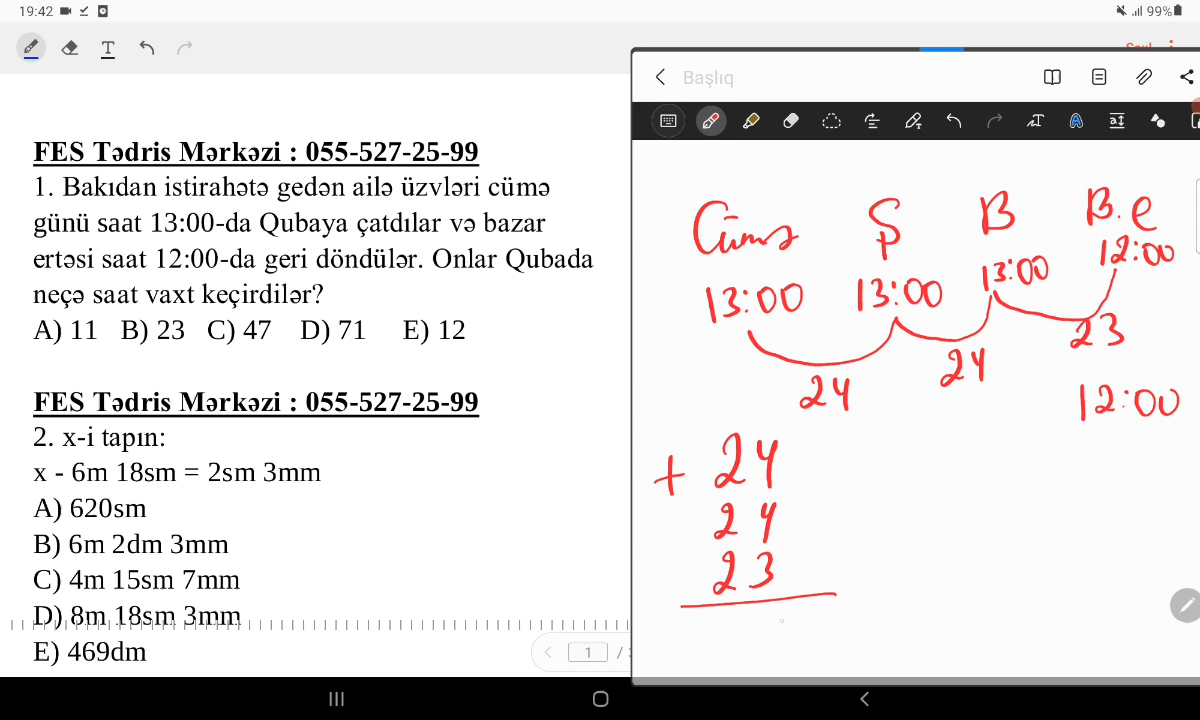 19:42
99%
Başlıq
FES Tədris Mərkəzi : 055-527-25-99
1. Bakıdan istirahətə gedən ailə üzvləri cümə
günü saat 13:00-da Qubaya çatdılar və bazar
ertəsi saat 12:00-da geri döndülər. Onlar Qubada
neçə saat vaxt keçirdilər?
A) 11 B) 23 C) 47 D) 71 E) 12
FES Tədris Mərkəzi : 055-527-25-99
2. x-i tapın:
x - 6m 18sm = 2sm 3mm
A) 620sm
B) 6m 2dm 3mm
C) 4m 15sm 7mm
D) 8m 18sm 3mm
E) 469dm
1 /
Cümə Ş B B.e
13:00 13:00 13:00 12:00
24 24 23
12:00
+ 24
24
23